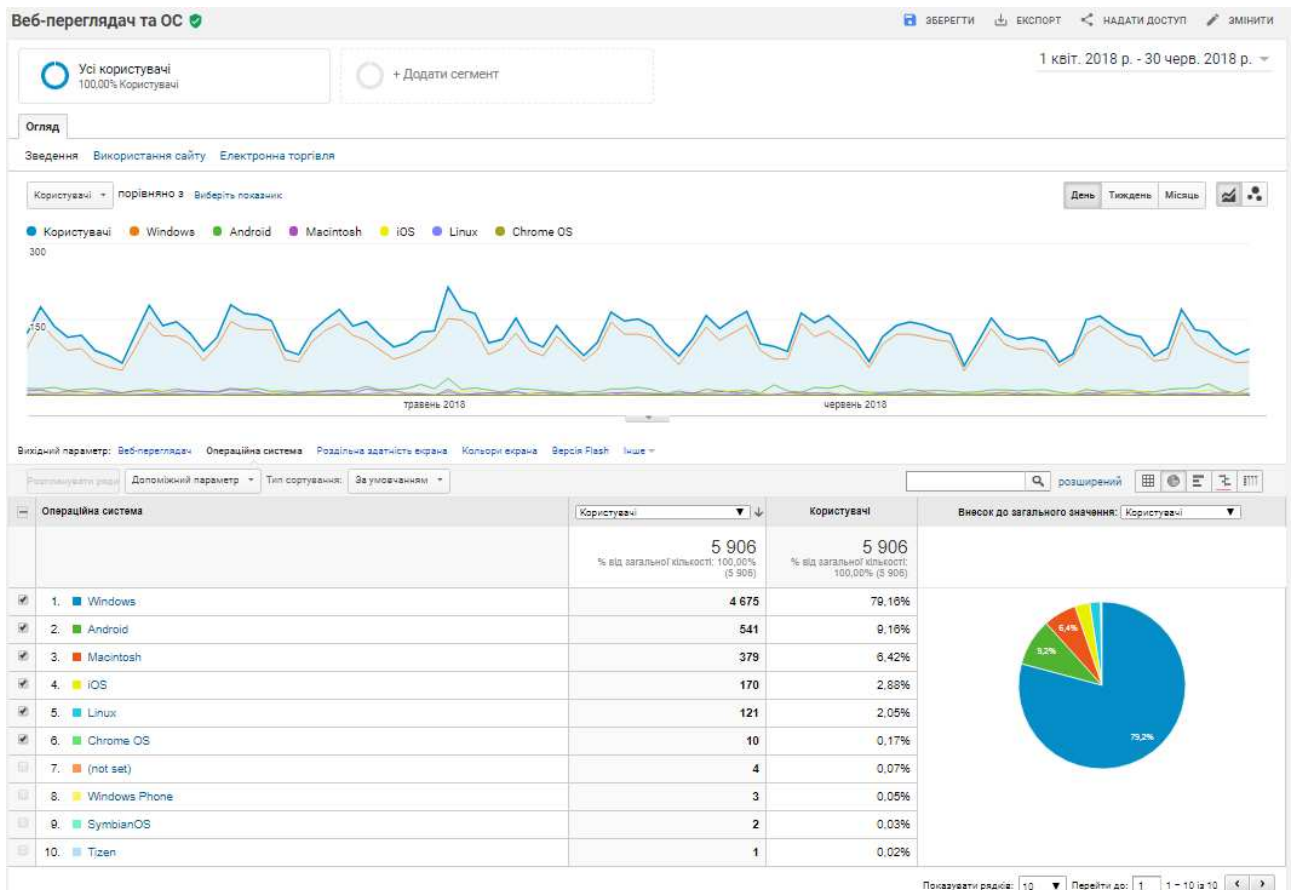 Веб-переглядач та ОС
ЗБЕРЕГТИ ЕКСПОРТ НАДАТИ ДОСТУП ЗМІНИТИ
Усі користувачі
100,00% Користувачі
+ Додати сегмент
1 квіт. 2018 р. - 30 черв. 2018 р.
Огляд
Зведення Використання сайту Електронна торгівля
Користувачі порівняно з Виберіть показник
День Тиждень Місяць
Користувачі Windows Android Macintosh iOS Linux Chrome OS
300
150
травень 2018 червень 2018
Вихідний параметр: Веб-переглядач Операційна система Роздільна здатність екрана Кольори екрана Версія Flash Інше
Розпланувати ряди Допоміжний параметр Тип сортування: За умовчанням
розширений
Операційна система Користувачі Користувачі Внесок до загального значення: Користувачі
5 906 5 906
% від загальної кількості: 100,00% (5 906) % від загальної кількості: 100,00% (5 906)
1. Windows 4 675 79,16%
2. Android 541 9,16%
3. Macintosh 379 6,42%
4. iOS 170 2,88%
5. Linux 121 2,05%
6. Chrome OS 10 0,17%
7. (not set) 4 0,07%
8. Windows Phone 3 0,05%
9. SymbianOS 2 0,03%
10. Tizen 1 0,02%
6,4%
9,2%
79,2%
Показувати рядків: 10 Перейти до: 1 1 – 10 із 10